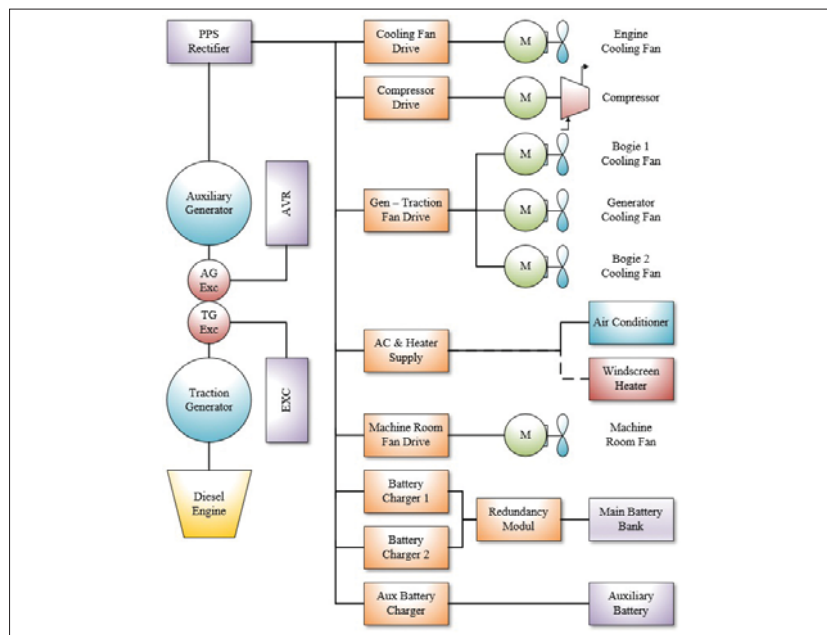 PPS
Rectifier
Cooling Fan
Drive
M
Engine
Cooling Fan
Compressor
Drive
M
Compressor
Auxiliary
Generator
AVR
Gen – Traction
Fan Drive
M
Bogie 1
Cooling Fan
M
Generator
Cooling Fan
M
Bogie 2
Cooling Fan
AG
Exc
TG
Exc
AC & Heater
Supply
Air Conditioner
Windscreen
Heater
Traction
Generator
EXC
Machine Room
Fan Drive
M
Machine
Room Fan
Diesel
Engine
Battery
Charger 1
Battery
Charger 2
Redundancy
Modul
Main Battery
Bank
Aux Battery
Charger
Auxiliary
Battery